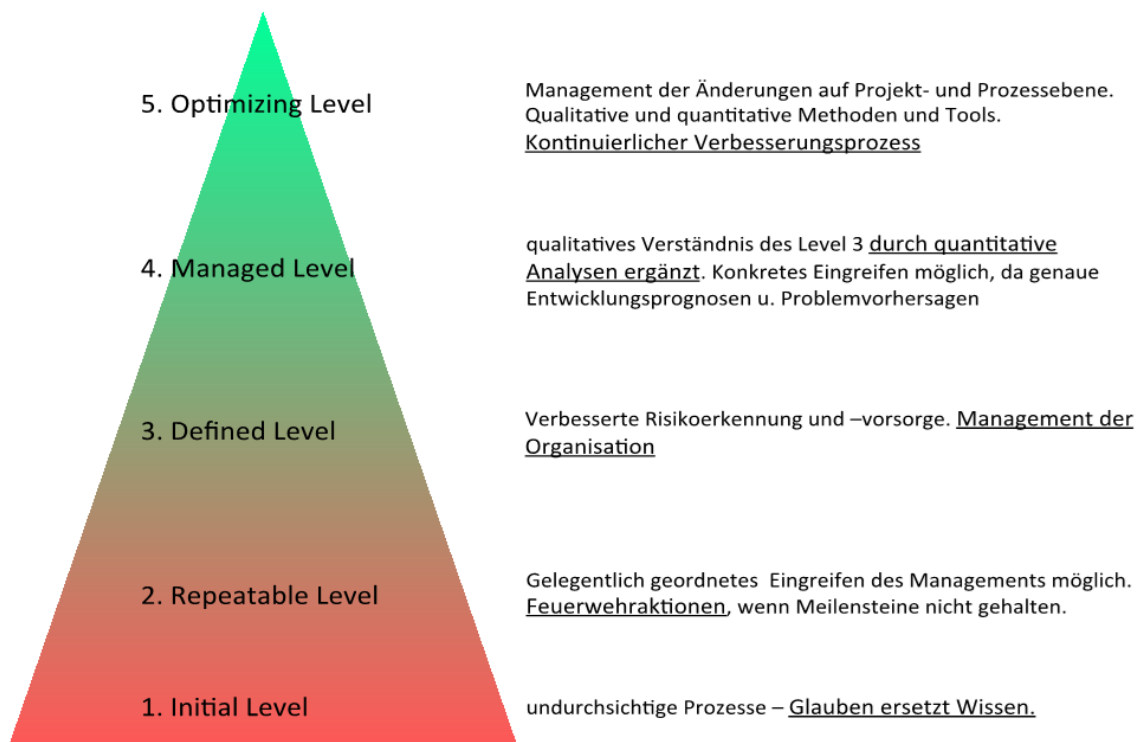 5. Optimizing Level
Management der Änderungen auf Projekt- und Prozessebene.
Qualitative und quantitative Methoden und Tools.
Kontinuierlicher Verbesserungsprozess
4. Managed Level
qualitatives Verständnis des Level 3 durch quantitative
Analysen ergänzt. Konkretes Eingreifen möglich, da genaue
Entwicklungsprognosen u. Problemvorhersagen
3. Defined Level
Verbesserte Risikoerkennung und –vorsorge. Management der
Organisation
2. Repeatable Level
Gelegentlich geordnetes  Eingreifen des Managements möglich.
Feuerwehraktionen, wenn Meilensteine nicht gehalten.
1. Initial Level
undurchsichtige Prozesse – Glauben ersetzt Wissen.